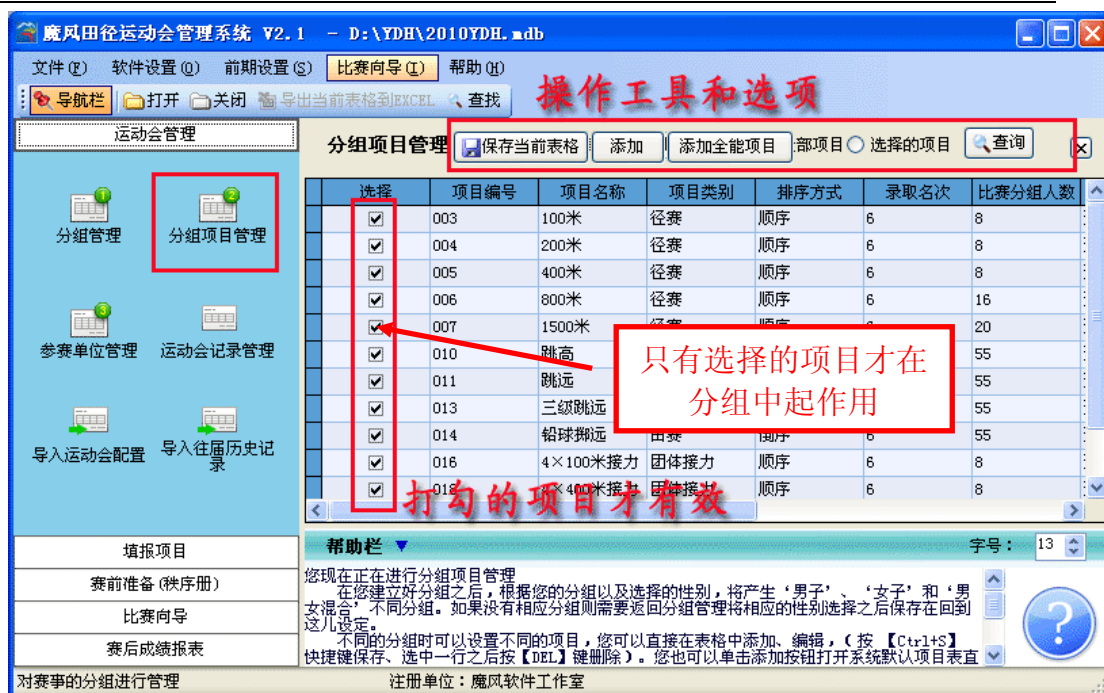 魔风田径运动会管理系统 V2.1 - D:\YDH\2010YDH.mdb
文件(F) 软件设置(Q) 前期设置(S) 比赛向导(I) 帮助(H)
导航栏 打开 关闭 导出当前表格到EXCEL 查找
操作工具和选项
运动会管理
分组项目管理 保存当前表格 添加 添加全能项目 部项目 选择的项目 查询
分组管理
分组项目管理
参赛单位管理
运动会记录管理
导入运动会配置
导入往届历史记录
选择 项目编号 项目名称 项目类别 排序方式 录取名次 比赛分组人数
003 100米 径赛 顺序 6 8
004 200米 径赛 顺序 6 8
005 400米 径赛 顺序 6 8
006 800米 径赛 顺序 6 16
007 1500米 20
010 跳高 55
011 跳远 55
013 三级跳远 55
014 铅球掷远 田赛 6 55
016 4×100米接力 团体接力 顺序 6 8
018 4×400米接力 团体接力 顺序 6 8
只有选择的项目才在
分组中起作用
打勾的项目才有效
填报项目
赛前准备(秩序册)
比赛向导
赛后成绩报表
帮助栏 字号: 13
您现在正在进行分组项目管理
在您建立好分组之后,根据您的分组以及选择的性别,将产生‘男子’、‘女子’和‘男
女混合’不同分组。如果没有相应分组则需要返回分组管理将相应的性别选择之后保存在回到
这儿设定。
不同的分组时可以设置不同的项目,您可以直接在表格中添加、编辑,(按 【Ctrl+S】
快捷键保存、选中一行之后按【DEL】键删除)。您也可以单击添加按钮打开系统默认项目表直
对赛事的分组进行管理 注册单位:魔风软件工作室